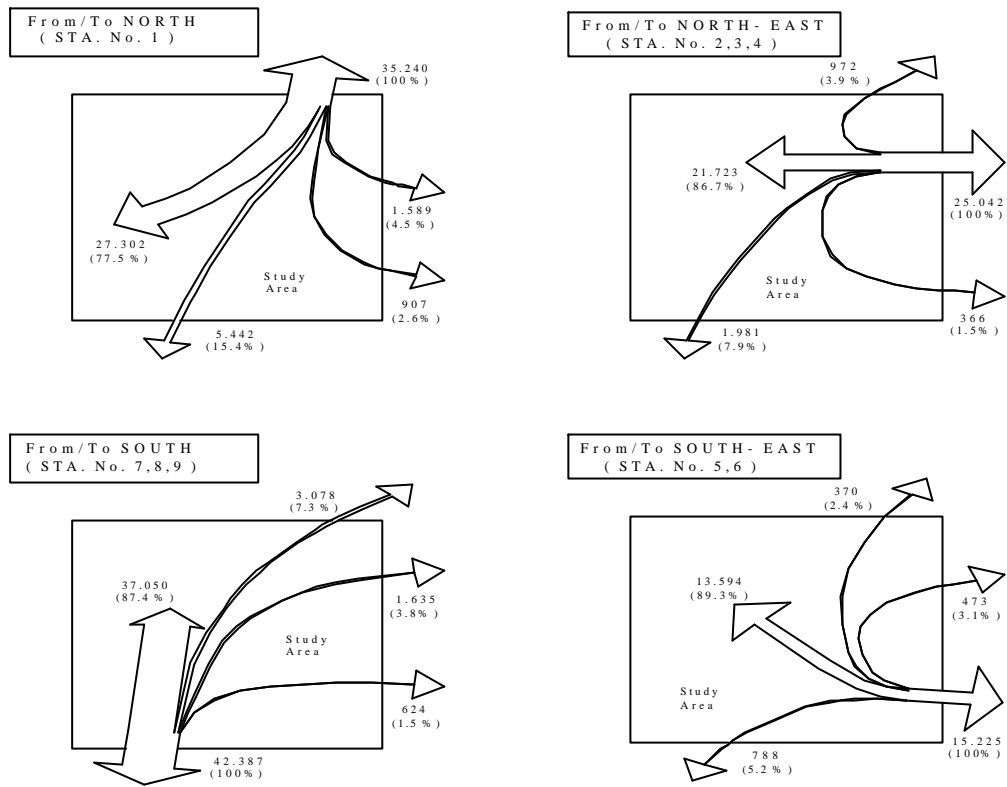 From/To NORTH
( STA. No. 1 )
35.240
(100%)
27.302
(77.5%)
1.589
(4.5%)
Study
Area
907
(2.6%)
5.442
(15.4%)
From/To NORTH- EAST
( STA. No. 2,3,4 )
972
(3.9%)
21.723
(86.7%)
25.042
(100%)
Study
Area
366
(1.5%)
1.981
(7.9%)
From/To SOUTH
( STA. No. 7,8,9 )
3.078
(7.3%)
37.050
(87.4%)
1.635
(3.8%)
Study
Area
624
(1.5%)
42.387
(100%)
From/To SOUTH- EAST
( STA. No. 5,6 )
370
(2.4%)
13.594
(89.3%)
473
(3.1%)
Study
Area
15.225
(100%)
788
(5.2%)